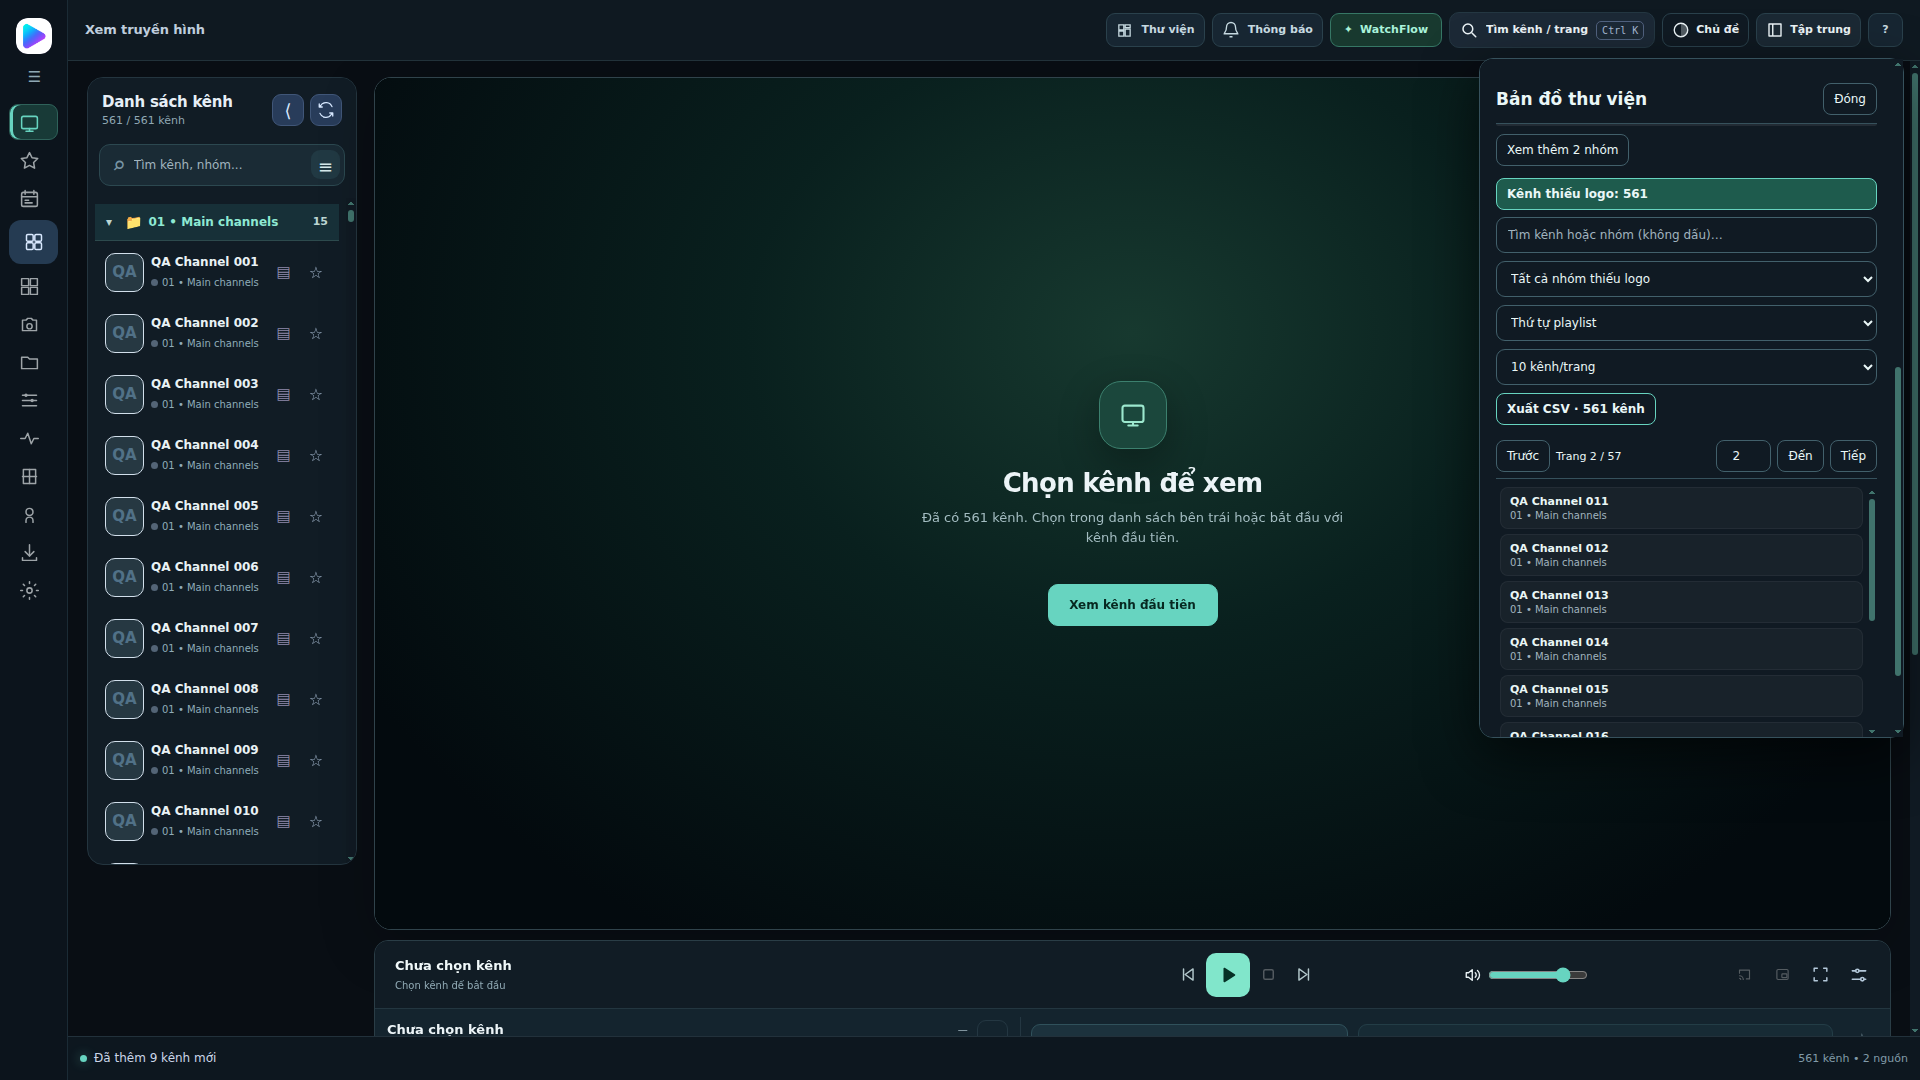 Xem truyền hình
Thư viện
Thông báo
✦ WatchFlow
Tìm kênh / trang Ctrl K
Chủ đề
Tập trung
?
Danh sách kênh
561 / 561 kênh
Tìm kênh, nhóm...
01 • Main channels 15
QA QA Channel 001
01 • Main channels
QA QA Channel 002
01 • Main channels
QA QA Channel 003
01 • Main channels
QA QA Channel 004
01 • Main channels
QA QA Channel 005
01 • Main channels
QA QA Channel 006
01 • Main channels
QA QA Channel 007
01 • Main channels
QA QA Channel 008
01 • Main channels
QA QA Channel 009
01 • Main channels
QA QA Channel 010
01 • Main channels
Chọn kênh để xem
Đã có 561 kênh. Chọn trong danh sách bên trái hoặc bắt đầu với
kênh đầu tiên.
Xem kênh đầu tiên
Bản đồ thư viện
Đóng
Xem thêm 2 nhóm
Kênh thiếu logo: 561
Tìm kênh hoặc nhóm (không dấu)...
Tất cả nhóm thiếu logo
Thứ tự playlist
10 kênh/trang
Xuất CSV · 561 kênh
Trước Trang 2 / 57 2 Đến Tiếp
QA Channel 011
01 • Main channels
QA Channel 012
01 • Main channels
QA Channel 013
01 • Main channels
QA Channel 014
01 • Main channels
QA Channel 015
01 • Main channels
QA Channel 016
Chưa chọn kênh
Chọn kênh để bắt đầu
Chưa chọn kênh
Đã thêm 9 kênh mới
561 kênh • 2 nguồn